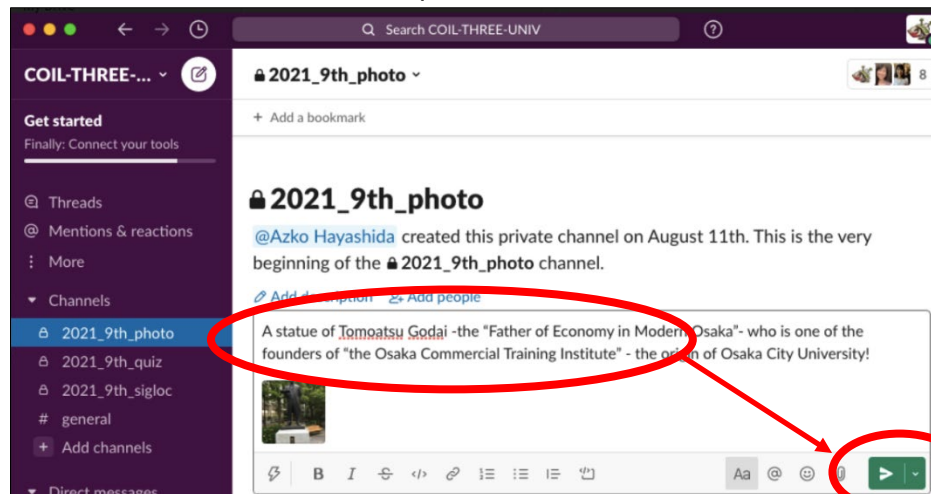 Search COIL-THREE-UNIV
COIL-THREE-...
2021_9th_photo
8
Get started
Finally: Connect your tools
+ Add a bookmark
Threads
Mentions & reactions
More
Channels
2021_9th_photo
2021_9th_quiz
2021_9th_sigloc
# general
+ Add channels
Direct messages
2021_9th_photo
@Azko Hayashida created this private channel on August 11th. This is the very
beginning of the 2021_9th_photo channel.
Add description Add people
A statue of Tomoatsu Godai -the “Father of Economy in Modern Osaka”- who is one of the
founders of “the Osaka Commercial Training Institute” - the origin of Osaka City University!
B I S </> Aa @